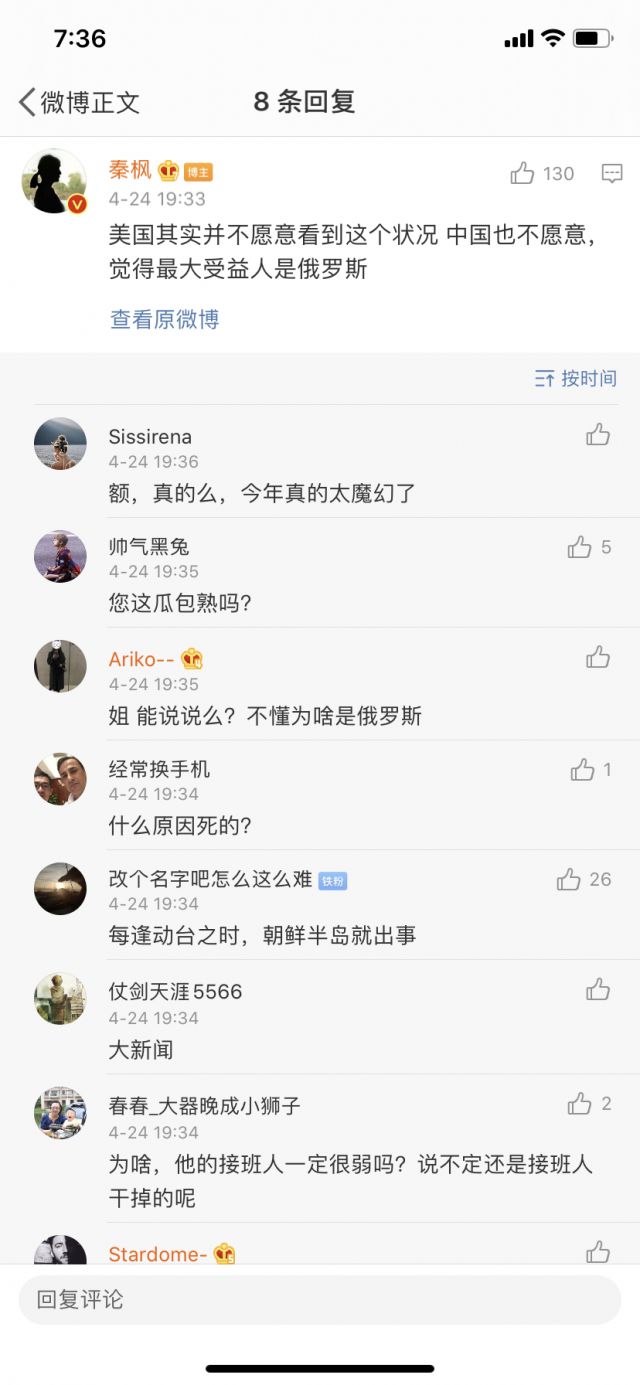 7:36
微博正文
8 条回复
秦枫 博主
130
4-24 19:33
美国其实并不愿意看到这个状况 中国也不愿意，
觉得最大受益人是俄罗斯
查看原微博
按时间
Sissirena
4-24 19:36
额，真的么，今年真的太魔幻了
帅气黑兔
5
4-24 19:35
您这瓜包熟吗？
Ariko--
4-24 19:35
姐 能说说么？不懂为啥是俄罗斯
经常换手机
1
4-24 19:34
什么原因死的？
改个名字吧怎么这么难 铁粉
26
4-24 19:34
每逢动台之时，朝鲜半岛就出事
仗剑天涯5566
4-24 19:34
大新闻
春春_大器晚成小狮子
2
4-24 19:34
为啥，他的接班人一定很弱吗？说不定还是接班人
干掉的呢
Stardome-
回复评论